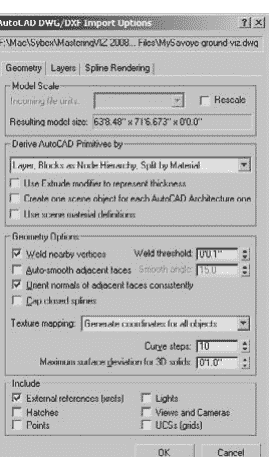 AutoCAD DWG/DXF Import Options
F:\Mac\Sybex\MasteringVIZ 2008... Files\MySavoye-ground-viz.dwg
Geometry Layers Spline Rendering
Model Scale
Incoming file units: Rescale
Resulting model size: 63'8.48" x 71'6.673" x 0'0.0"
Derive AutoCAD Primitives by
Layer, Blocks as Node Hierarchy, Split by Material
Use Extrude modifier to represent thickness
Create one scene object for each AutoCAD Architecture one
Use scene material definitions
Geometry Options
Weld nearby vertices Weld threshold: 0'0.1"
Auto-smooth adjacent faces Smooth angle: 15.0
Orient normals of adjacent faces consistently
Cap closed splines
Texture mapping: Generate coordinates for all objects
Curve steps: 10
Maximum surface deviation for 3D solids: 0'1.0"
Include
External references (xrefs) Lights
Hatches Views and Cameras
Points UCSs (grids)
OK Cancel